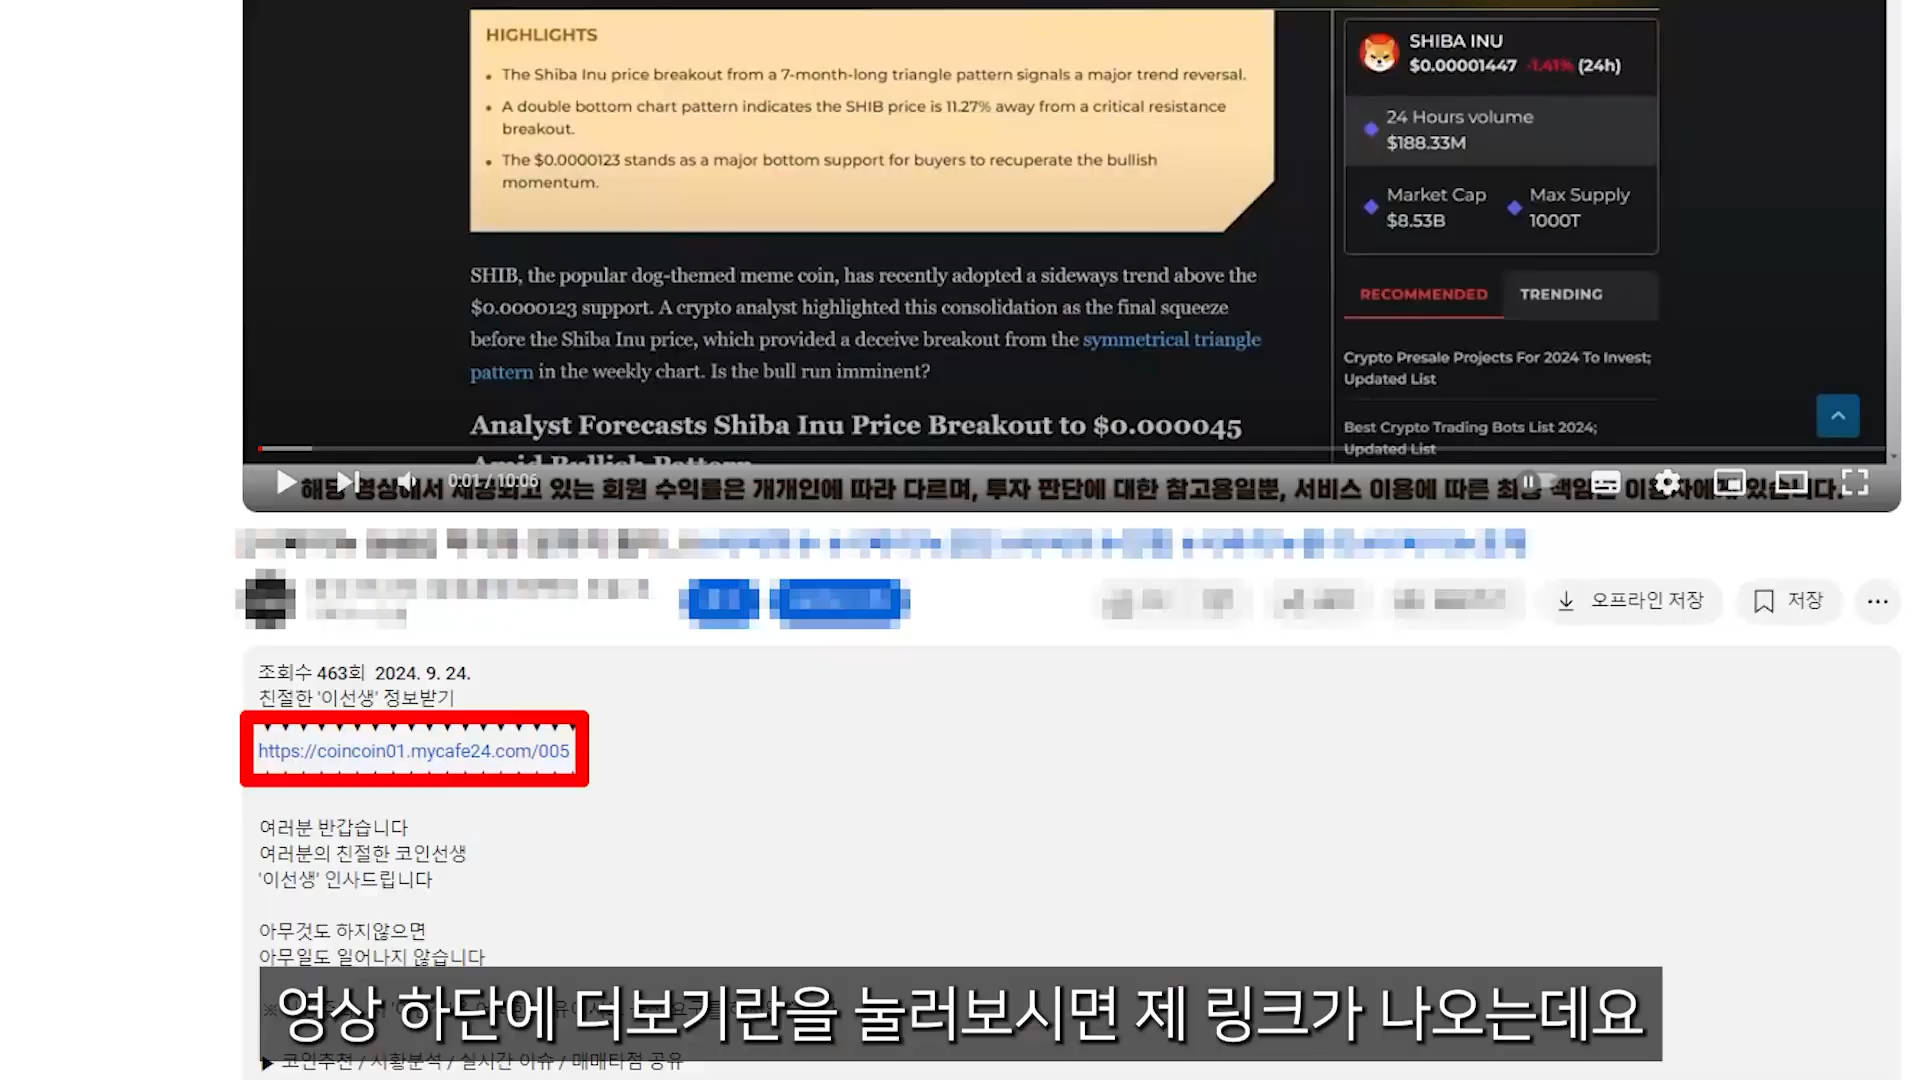 HIGHLIGHTS
• The Shiba Inu price breakout from a 7-month-long triangle pattern signals a major trend reversal.
• A double bottom chart pattern indicates the SHIB price is 11.27% away from a critical resistance
breakout.
• The $0.0000123 stands as a major bottom support for buyers to recuperate the bullish
momentum.
SHIB, the popular dog-themed meme coin, has recently adopted a sideways trend above the
$0.0000123 support. A crypto analyst highlighted this consolidation as the final squeeze
before the Shiba Inu price, which provided a deceive breakout from the symmetrical triangle
pattern in the weekly chart. Is the bull run imminent?
Analyst Forecasts Shiba Inu Price Breakout to $0.000045
Amid Bullish Pattern
SHIBA INU
$0.00001447 -1.41% (24h)
24 Hours volume
$188.33M
Market Cap
$8.53B
Max Supply
1000T
RECOMMENDED
TRENDING
Crypto Presale Projects For 2024 To Invest;
Updated List
Best Crypto Trading Bots List 2024;
Updated List
0:01 / 10:06
해당 영상에서 있는 회원 수익률은 개개인에 따라 다르며, 투자 판단에 대한 참고용일뿐, 서비스 이용에 따른 있습니다.
오프라인 저장
저장
조회수 463회 2024. 9. 24.
친절한 '이선생' 정보받기
https://coincoin01.mycafe24.com/005
여러분 반갑습니다
여러분의 친절한 코인선생
'이선생' 인사드립니다
아무것도 하지않으면
아무일도 일어나지 않습니다
영상 하단에 더보기란을 눌러보시면 제 링크가 나오는데요
▶ 코인추천 / 시황분석 / 실시간 이슈 / 매매타점 공유